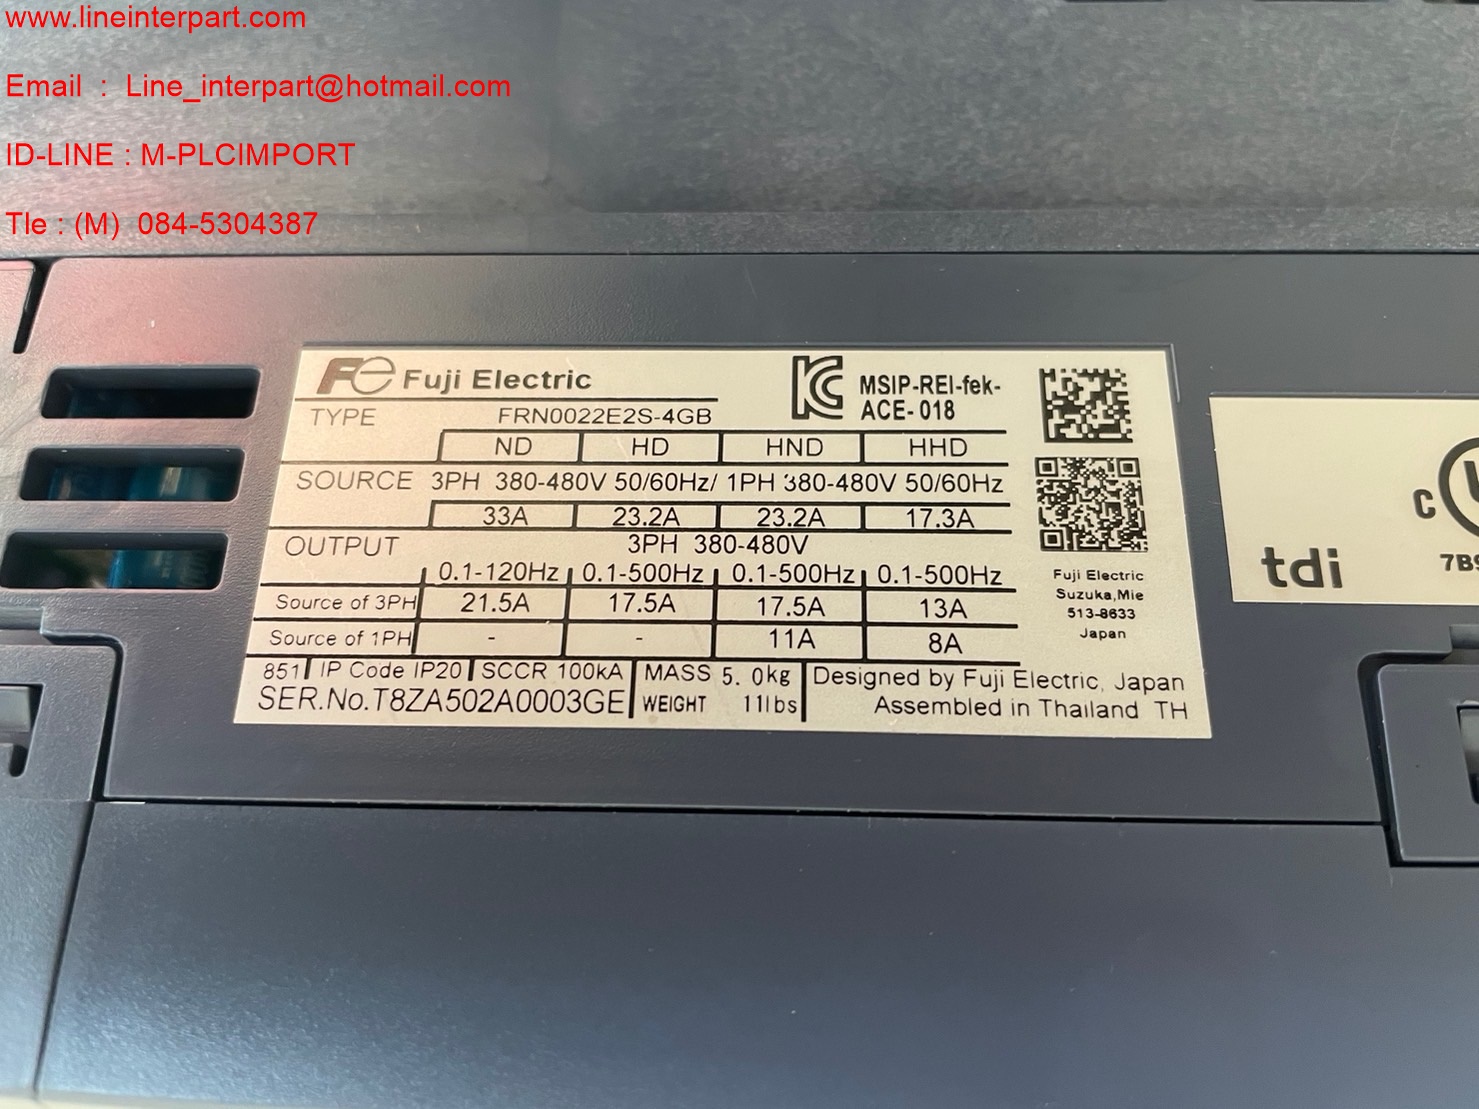 www.lineinterpart.com
Email : Line_interpart@hotmail.com
ID-LINE : M-PLCIMPORT
Tle : (M) 084-5304387
Fe Fuji Electric
MSIP-REI-fek-
ACE-018
TYPE FRN0022E2S-4GB
ND HD HND HHD
SOURCE 3PH 380-480V 50/60Hz/ 1PH 380-480V 50/60Hz
33A 23.2A 23.2A 17.3A
OUTPUT 3PH 380-480V
0.1-120Hz 0.1-500Hz 0.1-500Hz 0.1-500Hz
Source of 3PH 21.5A 17.5A 17.5A 13A
Source of 1PH - - 11A 8A
851 IP Code IP20 SCCR 100kA MASS 5.0kg Designed by Fuji Electric, Japan
SER.No.T8ZA502A0003GE WEIGHT 11lbs Assembled in Thailand TH
Fuji Electric
Suzuka,Mie
513-8633
Japan
tdi
C